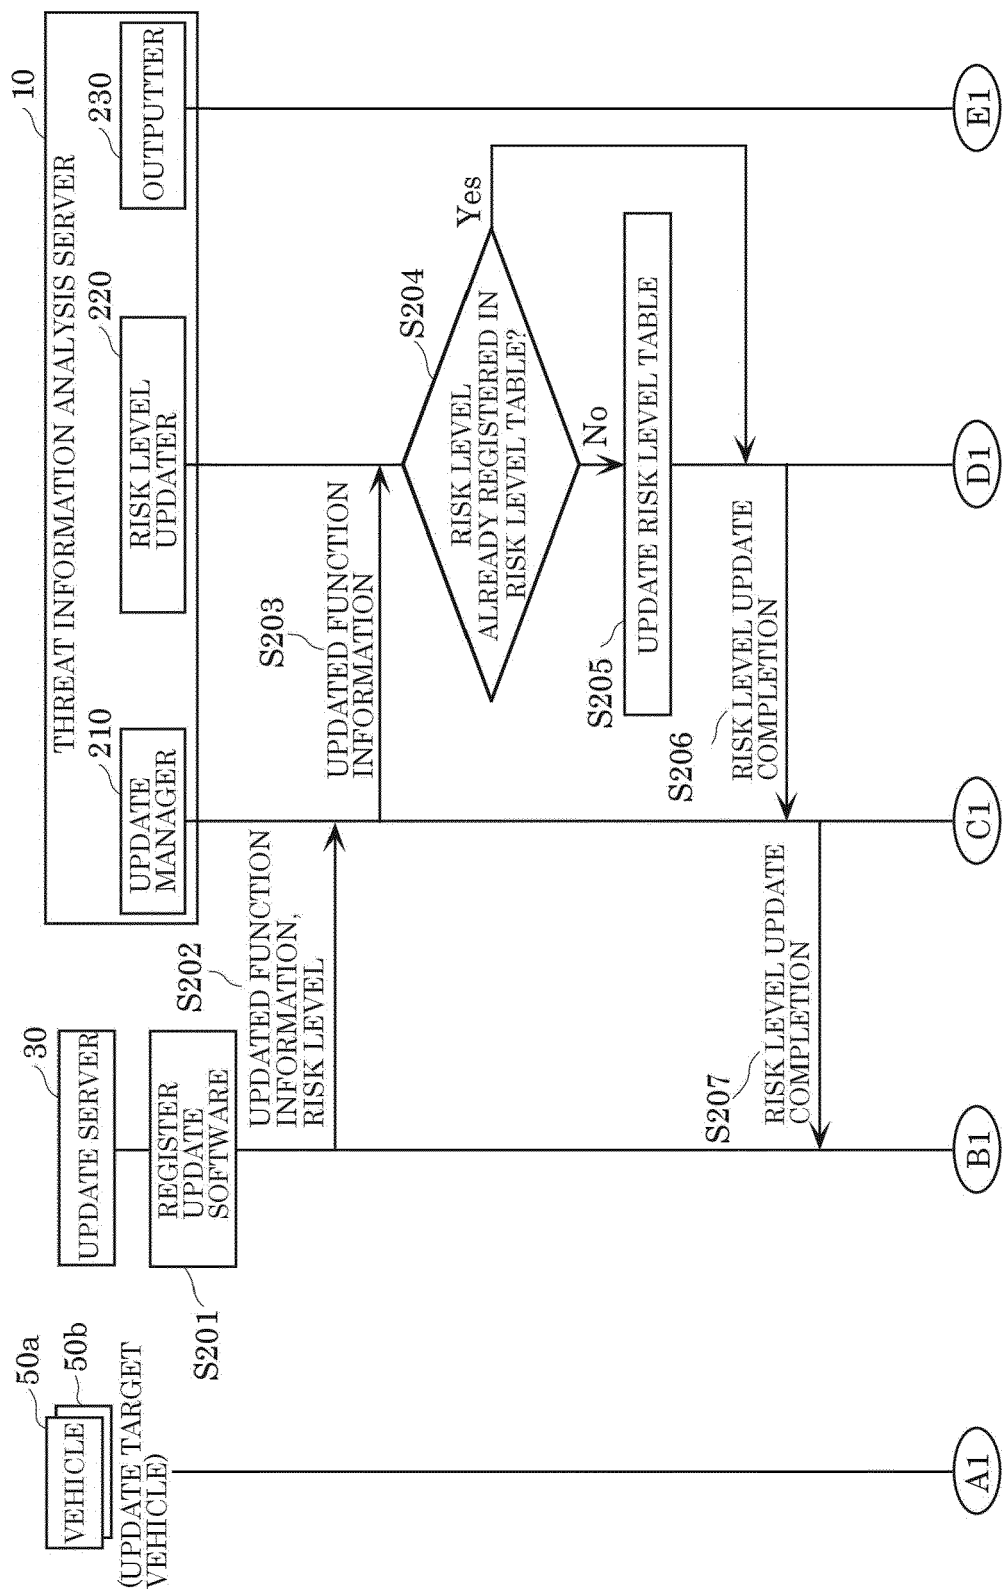 50a
VEHICLE
50b
(UPDATE TARGET
VEHICLE)
30
UPDATE SERVER
10
THREAT INFORMATION ANALYSIS SERVER
210
UPDATE
MANAGER
220
RISK LEVEL
UPDATER
230
OUTPUTTER
S201
REGISTER
UPDATE
SOFTWARE
S202
UPDATED FUNCTION
INFORMATION,
RISK LEVEL
S203
UPDATED FUNCTION
INFORMATION
S204
RISK LEVEL
ALREADY REGISTERED IN
RISK LEVEL TABLE?
Yes
No
S205
UPDATE RISK LEVEL TABLE
S206
RISK LEVEL UPDATE
COMPLETION
S207
RISK LEVEL UPDATE
COMPLETION
A1
B1
C1
D1
E1